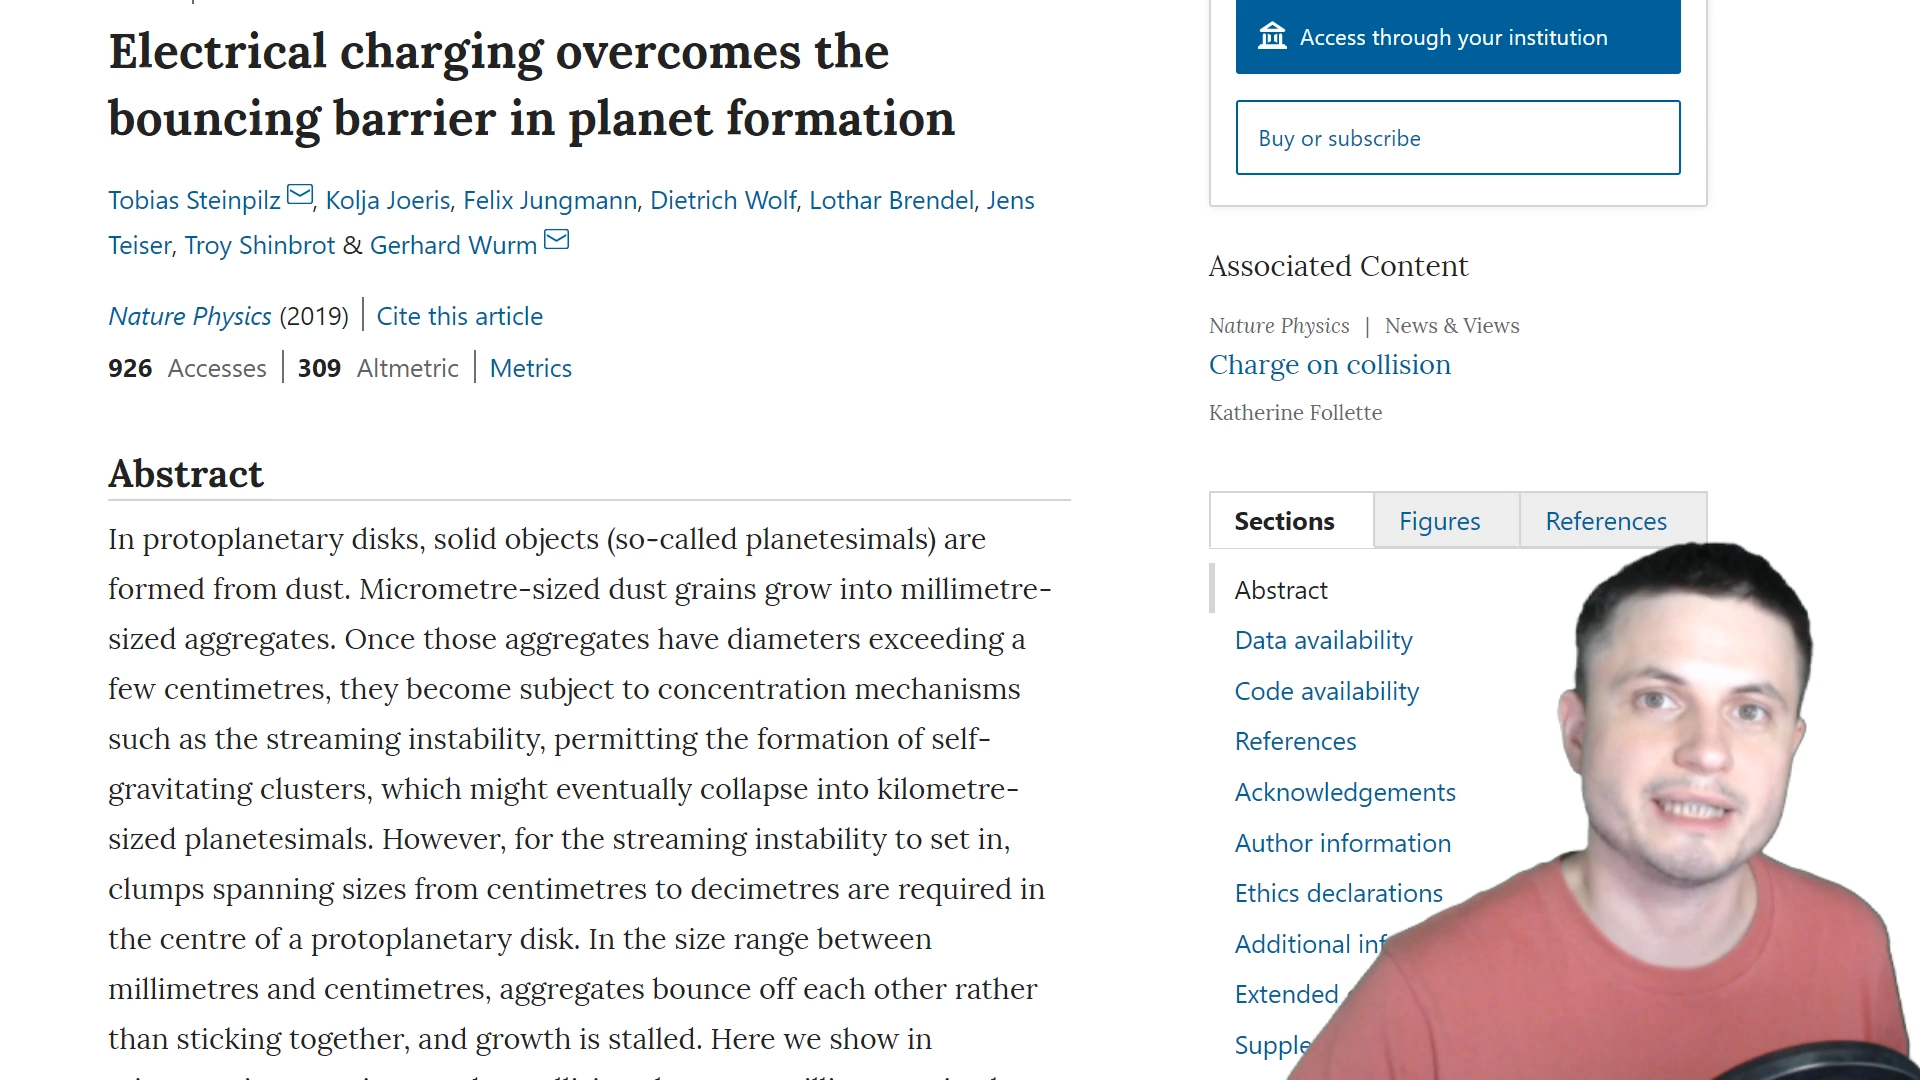 Electrical charging overcomes the
bouncing barrier in planet formation
Tobias Steinpilz, Kolja Joeris, Felix Jungmann, Dietrich Wolf, Lothar Brendel, Jens
Teiser, Troy Shinbrot & Gerhard Wurm
Nature Physics (2019) | Cite this article
926 Accesses | 309 Altmetric | Metrics
Abstract
In protoplanetary disks, solid objects (so-called planetesimals) are
formed from dust. Micrometre-sized dust grains grow into millimetre-
sized aggregates. Once those aggregates have diameters exceeding a
few centimetres, they become subject to concentration mechanisms
such as the streaming instability, permitting the formation of self-
gravitating clusters, which might eventually collapse into kilometre-
sized planetesimals. However, for the streaming instability to set in,
clumps spanning sizes from centimetres to decimetres are required in
the centre of a protoplanetary disk. In the size range between
millimetres and centimetres, aggregates bounce off each other rather
than sticking together, and growth is stalled. Here we show in
Access through your institution
Buy or subscribe
Associated Content
Nature Physics | News & Views
Charge on collision
Katherine Follette
Sections
Figures
References
Abstract
Data availability
Code availability
References
Acknowledgements
Author information
Ethics declarations
Additional inf
Extended
Supple